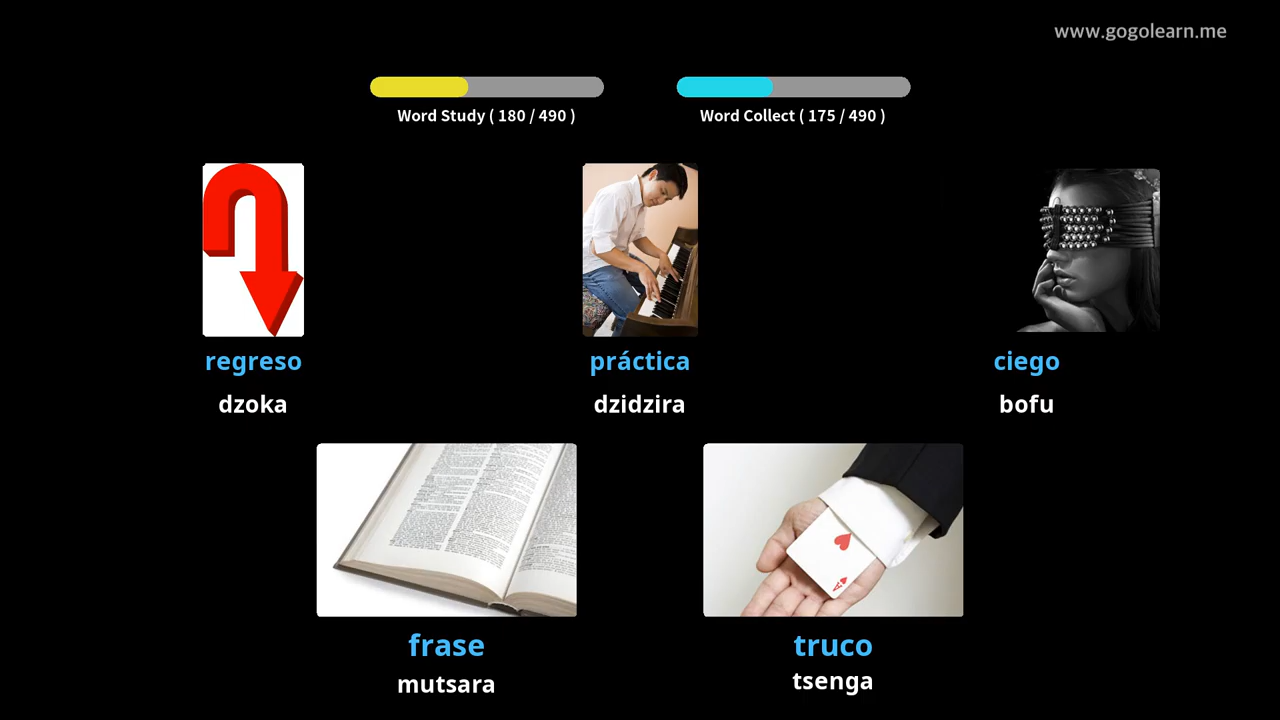 www.gogolearn.me
Word Study ( 180 / 490 )
Word Collect ( 175 / 490 )
regreso
dzoka
práctica
dzidzira
ciego
bofu
frase
mutsara
truco
tsenga